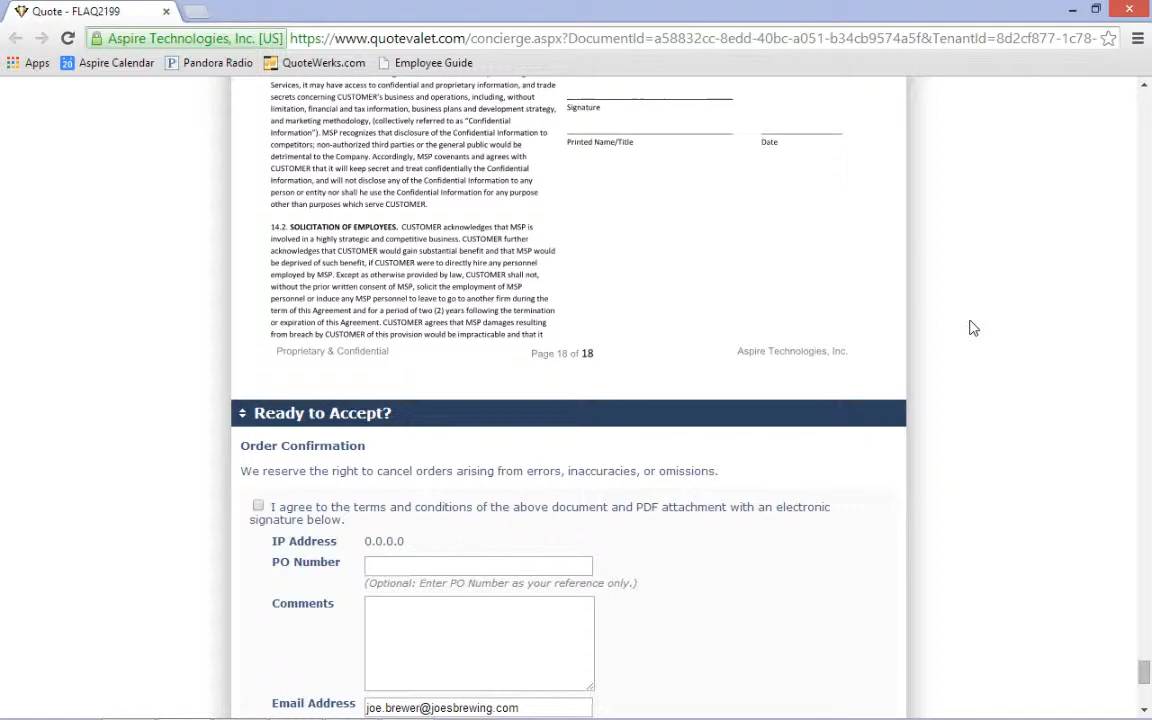 Quote - FLAQ2199
Aspire Technologies, Inc. [US] https://www.quotevalet.com/concierge.aspx?DocumentId=a58832cc-8edd-40bc-a051-b34cb9574a5f&TenantId=8d2cf877-1c78-
Apps 26 Aspire Calendar P Pandora Radio QuoteWerks.com Employee Guide
Services, it may have access to confidential and proprietary information, and trade
secrets concerning CUSTOMER's business and operations, including, without
limitation, financial and tax information, business plans and development strategy,
and marketing methodology, (collectively referred to as "Confidential
Information"). MSP recognizes that disclosure of the Confidential Information to
competitors; non-authorized third parties or the general public would be
detrimental to the Company. Accordingly, MSP covenants and agrees with
CUSTOMER that it will keep secret and treat confidentially the Confidential
Information, and will not disclose any of the Confidential Information to any
person or entity nor shall he use the Confidential Information for any purpose
other than purposes which serve CUSTOMER.
Signature
Printed Name/Title Date
14.2. SOLICITATION OF EMPLOYEES. CUSTOMER acknowledges that MSP is
involved in a highly strategic and competitive business. CUSTOMER further
acknowledges that CUSTOMER would gain substantial benefit and that MSP would
be deprived of such benefit, if CUSTOMER were to directly hire any personnel
employed by MSP. Except as otherwise provided by law, CUSTOMER shall not,
without the prior written consent of MSP, solicit the employment of MSP
personnel or induce any MSP personnel to leave to go to another firm during the
term of this Agreement and for a period of two (2) years following the termination
or expiration of this Agreement. CUSTOMER agrees that MSP damages resulting
from breach by CUSTOMER of this provision would be impracticable and that it
Proprietary & Confidential Page 18 of 18 Aspire Technologies, Inc.
Ready to Accept?
Order Confirmation
We reserve the right to cancel orders arising from errors, inaccuracies, or omissions.
I agree to the terms and conditions of the above document and PDF attachment with an electronic
signature below.
IP Address 0.0.0.0
PO Number
(Optional: Enter PO Number as your reference only.)
Comments
Email Address joe.brewer@joesbrewing.com